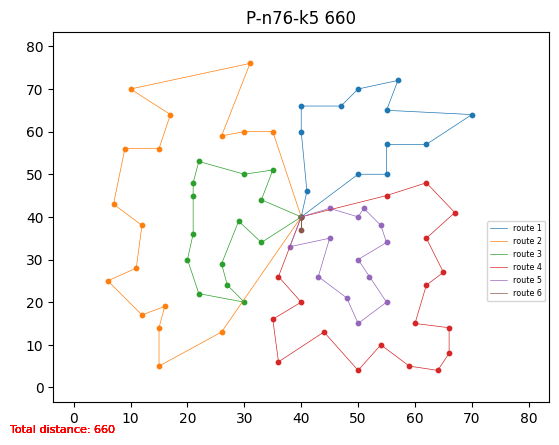 P-n76-k5 660
80
70
60
50
40
30
20
10
0
0 10 20 30 40 50 60 70 80
route 1
route 2
route 3
route 4
route 5
route 6
Total distance: 660